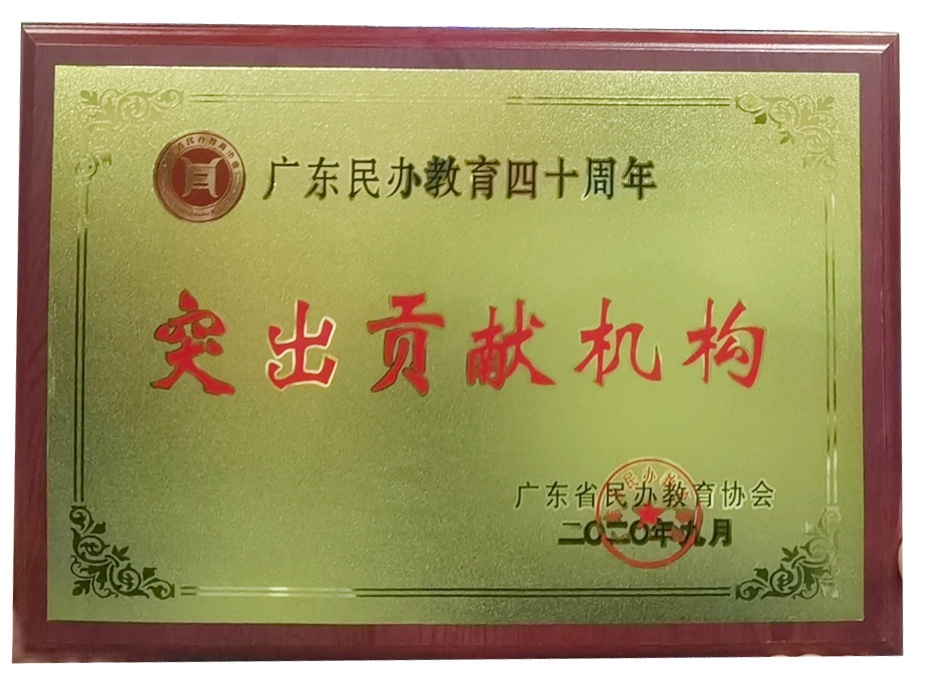 广东民办教育四十周年
突出贡献机构
广东省民办教育协会
二〇二〇年九月